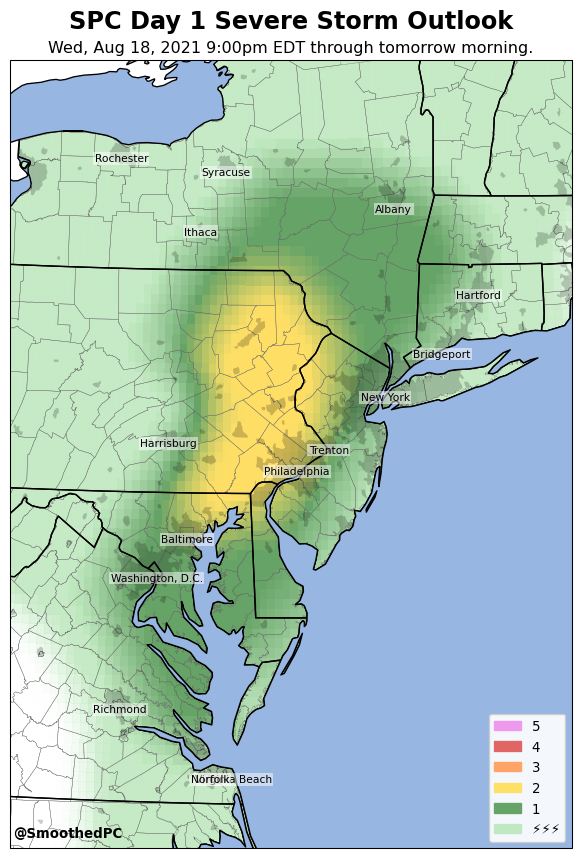 SPC Day 1 Severe Storm Outlook
Wed, Aug 18, 2021 9:00pm EDT through tomorrow morning.
Rochester
Syracuse
Albany
Ithaca
Hartford
Bridgeport
New York
Harrisburg
Trenton
Philadelphia
Baltimore
Washington, D.C.
Richmond
Norfolk
Beach
5
4
3
2
1
⚡⚡⚡
@SmoothedPC